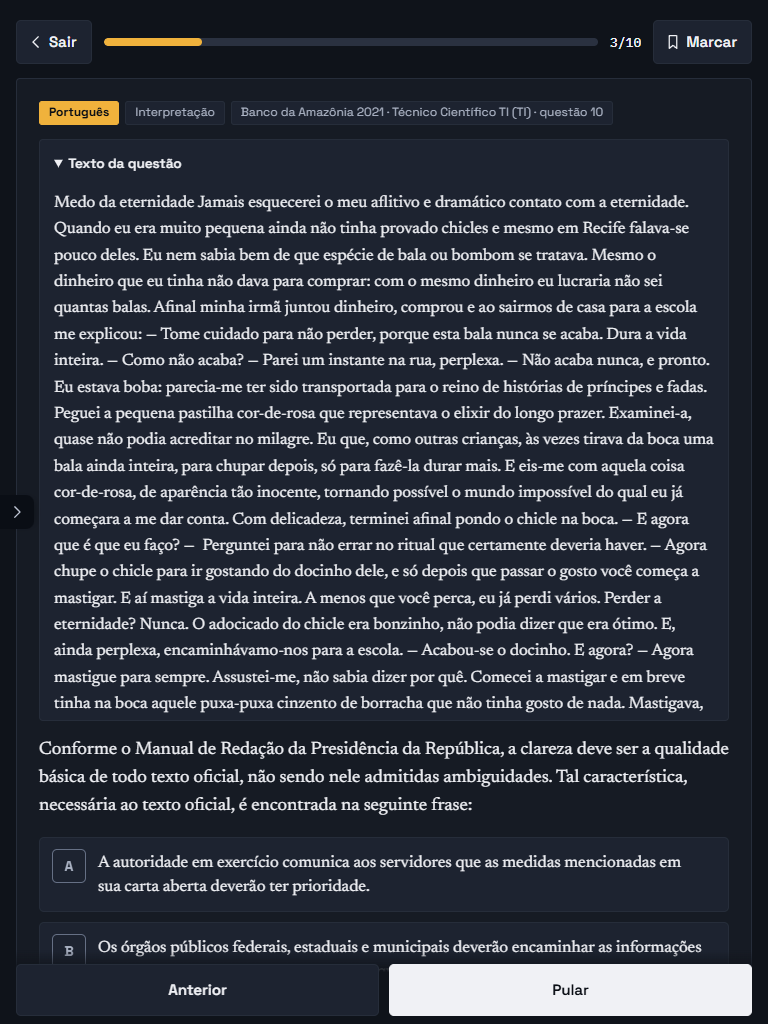 Sair
3/10
Marcar
Português
Interpretação
Banco da Amazônia 2021 · Técnico Científico TI (TI) · questão 10
▼ Texto da questão
Medo da eternidade Jamais esquecerei o meu aflitivo e dramático contato com a eternidade.
Quando eu era muito pequena ainda não tinha provado chicles e mesmo em Recife falava-se
pouco deles. Eu nem sabia bem de que espécie de bala ou bombom se tratava. Mesmo o
dinheiro que eu tinha não dava para comprar: com o mesmo dinheiro eu lucraria não sei
quantas balas. Afinal minha irmã juntou dinheiro, comprou e ao sairmos de casa para a escola
me explicou: – Tome cuidado para não perder, porque esta bala nunca se acaba. Dura a vida
inteira. – Como não acaba? – Parei um instante na rua, perplexa. – Não acaba nunca, e pronto.
Eu estava boba: parecia-me ter sido transportada para o reino de histórias de príncipes e fadas.
Peguei a pequena pastilha cor-de-rosa que representava o elixir do longo prazer. Examinei-a,
quase não podia acreditar no milagre. Eu que, como outras crianças, às vezes tirava da boca uma
bala ainda inteira, para chupar depois, só para fazê-la durar mais. E eis-me com aquela coisa
cor-de-rosa, de aparência tão inocente, tornando possível o mundo impossível do qual eu já
começara a me dar conta. Com delicadeza, terminei afinal pondo o chicle na boca. – E agora
que é que eu faço? –  Perguntei para não errar no ritual que certamente deveria haver. – Agora
chupe o chicle para ir gostando do docinho dele, e só depois que passar o gosto você começa a
mastigar. E aí mastiga a vida inteira. A menos que você perca, eu já perdi vários. Perder a
eternidade? Nunca. O adocicado do chicle era bonzinho, não podia dizer que era ótimo. E,
ainda perplexa, encaminhávamo-nos para a escola. – Acabou-se o docinho. E agora? – Agora
mastigue para sempre. Assustei-me, não sabia dizer por quê. Comecei a mastigar e em breve
tinha na boca aquele puxa-puxa cinzento de borracha que não tinha gosto de nada. Mastigava,
Conforme o Manual de Redação da Presidência da República, a clareza deve ser a qualidade
básica de todo texto oficial, não sendo nele admitidas ambiguidades. Tal característica,
necessária ao texto oficial, é encontrada na seguinte frase:
A
A autoridade em exercício comunica aos servidores que as medidas mencionadas em
sua carta aberta deverão ter prioridade.
B
Os órgãos públicos federais, estaduais e municipais deverão encaminhar as informações
Anterior
Pular